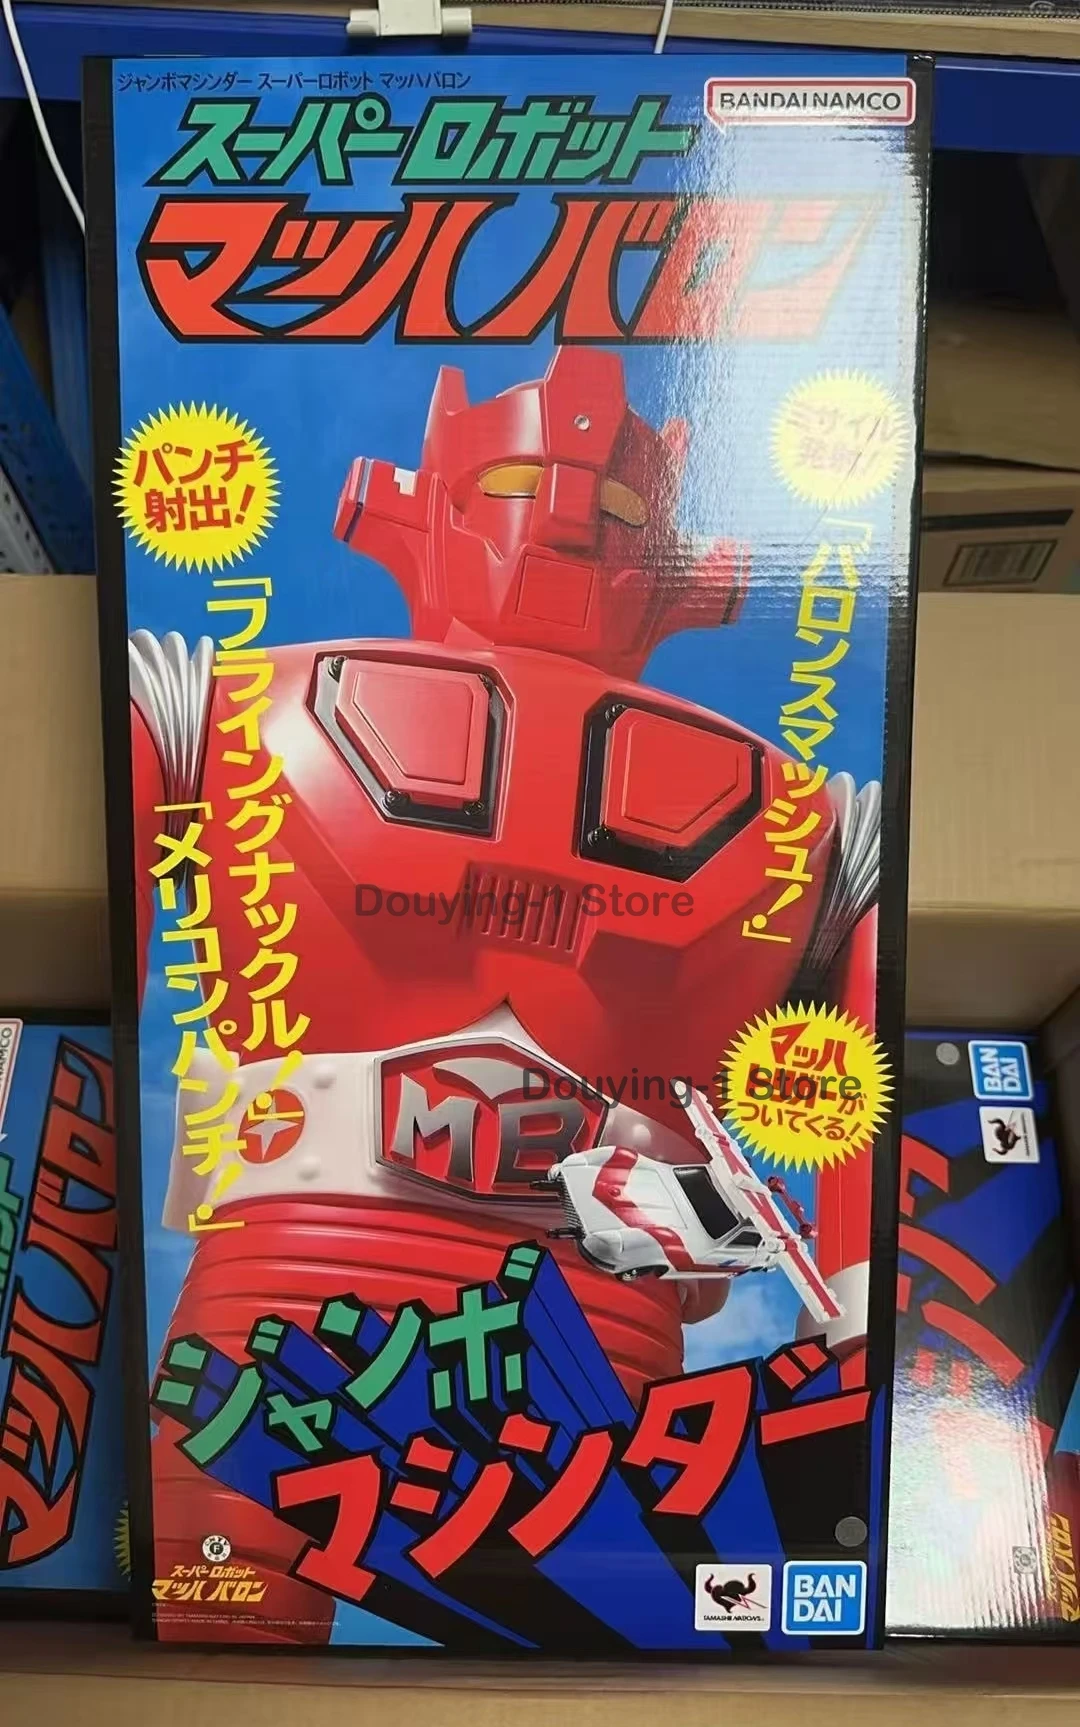 ジャンボマシンダー スーパーロボット マッハバロン
BANDAI NAMCO
スーパーロボット
マッハバロン
パンチ
射出!
ミサイル
発射!
「フライングナックル!」
「メリコンパンチ!」
「バロンスマッシュ!」
Douying-1 Store
MB
マッハ
ついてくる!
Douying-1 Store
ジャンボ
マシンダー
スーパーロボット
マッハバロン
TAMASHII NATIONS
BAN
DAI
BAN
DAI